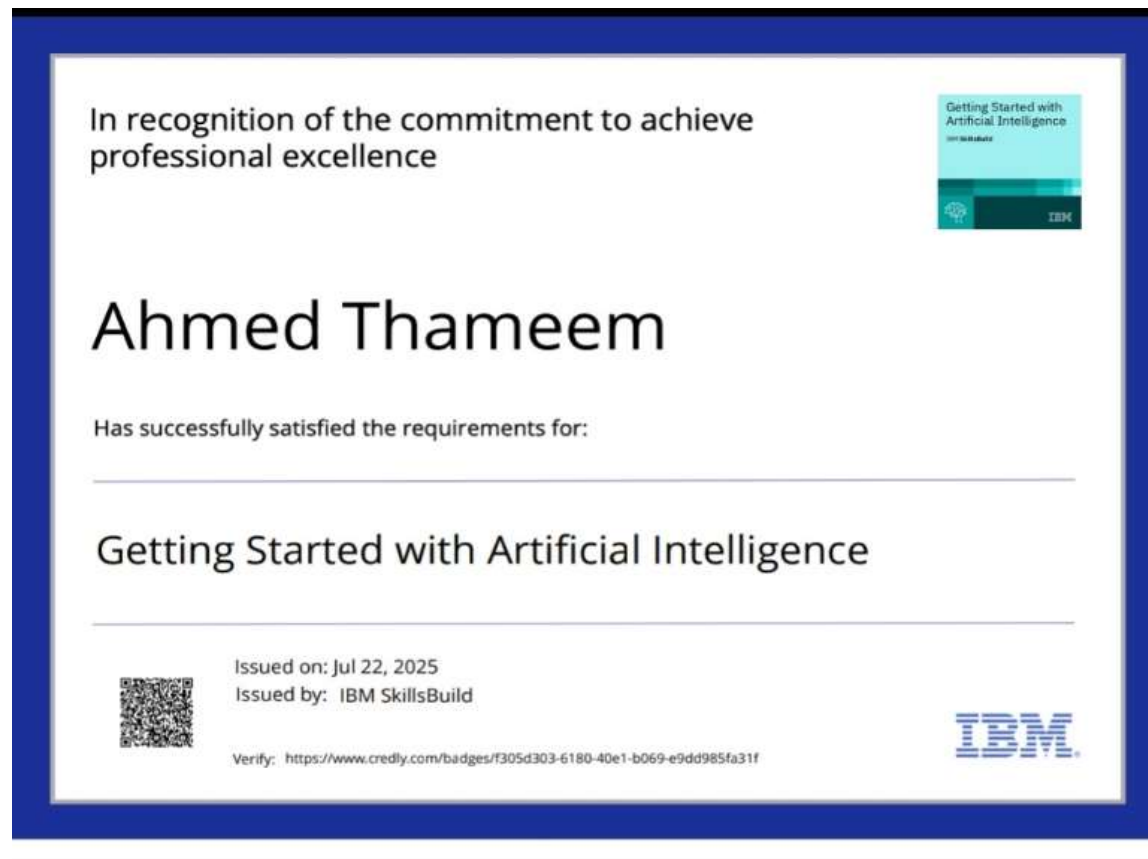 In recognition of the commitment to achieve
professional excellence
Getting Started with
Artificial Intelligence
IBM SkillsBuild
IBM
Ahmed Thameem
Has successfully satisfied the requirements for:
Getting Started with Artificial Intelligence
Issued on: Jul 22, 2025
Issued by: IBM SkillsBuild
Verify: https://www.credly.com/badges/f305d303-6180-40e1-b069-e9dd985fa31f
IBM.